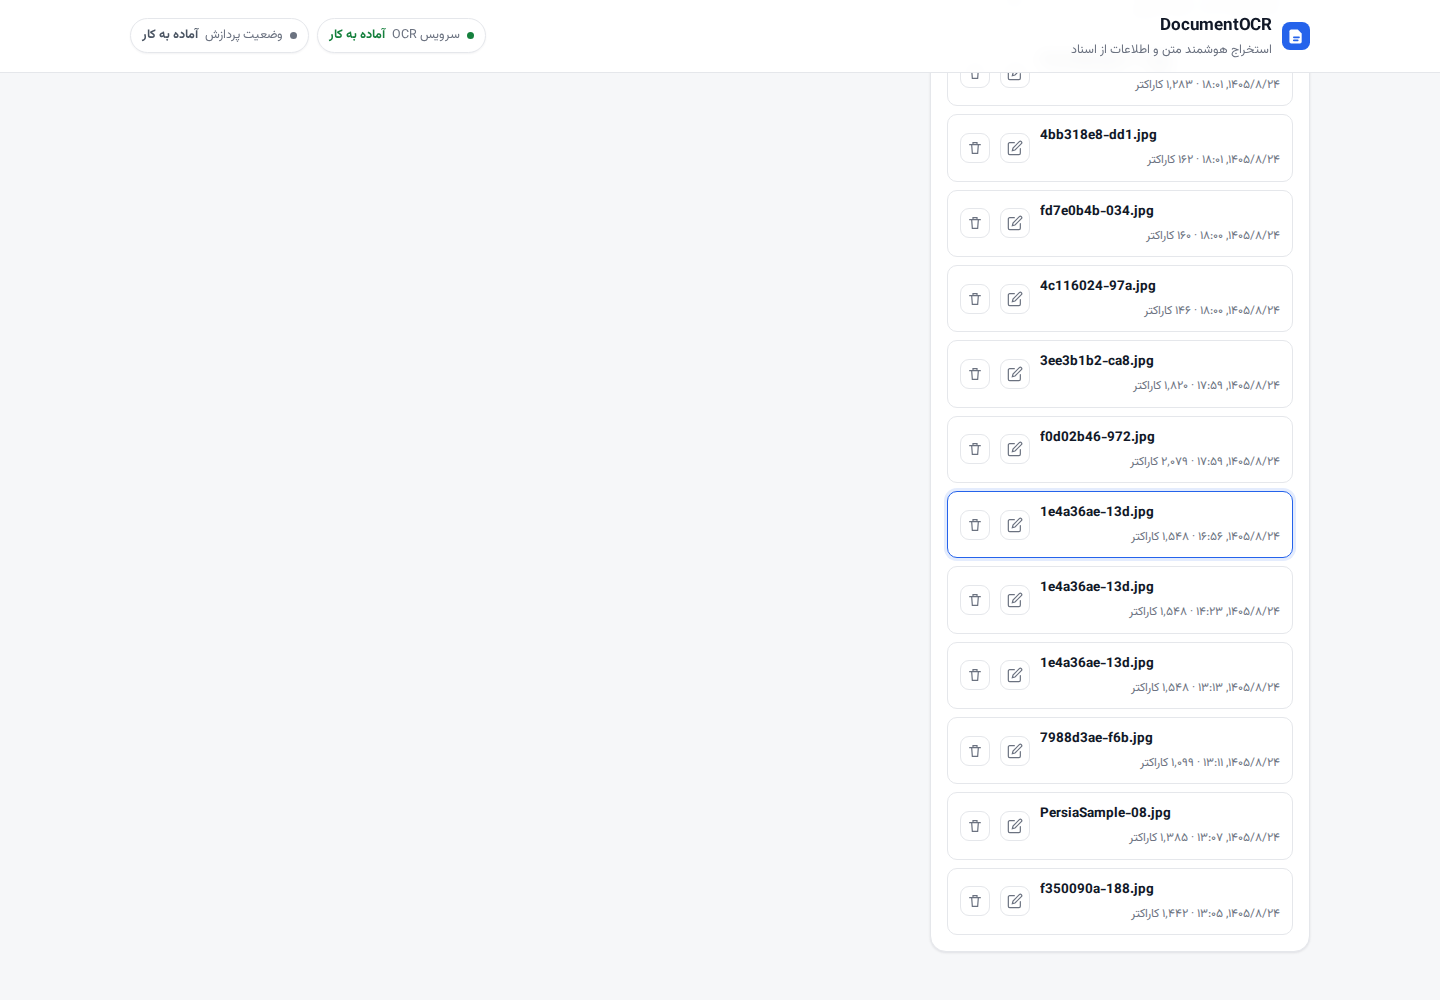 DocumentOCR
استخراج هوشمند متن و اطلاعات از اسناد
سرویس OCR آماده به کار
وضعیت پردازش آماده به کار
۱۴۰۵/۸/۲۴, ۱۸:۰۱ · ۱,۲۸۳ کاراکتر
4bb318e8-dd1.jpg
۱۴۰۵/۸/۲۴, ۱۸:۰۱ · ۱۶۲ کاراکتر
fd7e0b4b-034.jpg
۱۴۰۵/۸/۲۴, ۱۸:۰۰ · ۱۶۰ کاراکتر
4c116024-97a.jpg
۱۴۰۵/۸/۲۴, ۱۸:۰۰ · ۱۴۶ کاراکتر
3ee3b1b2-ca8.jpg
۱۴۰۵/۸/۲۴, ۱۷:۵۹ · ۱,۸۲۰ کاراکتر
f0d02b46-972.jpg
۱۴۰۵/۸/۲۴, ۱۷:۵۹ · ۲,۰۷۹ کاراکتر
1e4a36ae-13d.jpg
۱۴۰۵/۸/۲۴, ۱۶:۵۶ · ۱,۵۴۸ کاراکتر
1e4a36ae-13d.jpg
۱۴۰۵/۸/۲۴, ۱۴:۲۳ · ۱,۵۴۸ کاراکتر
1e4a36ae-13d.jpg
۱۴۰۵/۸/۲۴, ۱۳:۱۳ · ۱,۵۴۸ کاراکتر
7988d3ae-f6b.jpg
۱۴۰۵/۸/۲۴, ۱۳:۱۱ · ۱,۰۹۹ کاراکتر
PersiaSample-08.jpg
۱۴۰۵/۸/۲۴, ۱۳:۰۷ · ۱,۳۸۵ کاراکتر
f350090a-188.jpg
۱۴۰۵/۸/۲۴, ۱۳:۰۵ · ۱,۴۴۲ کاراکتر